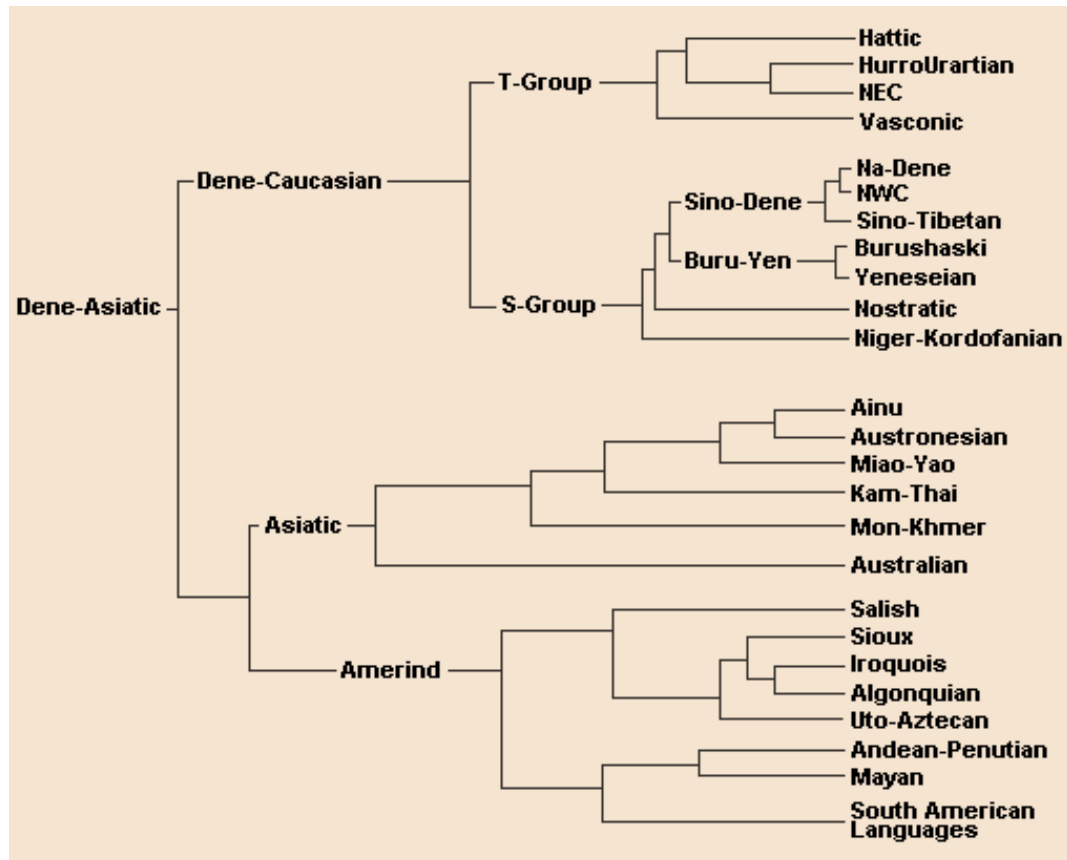 Hattic
HurroUrartian
T-Group
NEC
Vasconic
Na-Dene
Dene-Caucasian
NWC
Sino-Dene
Sino-Tibetan
Burushaski
Buru-Yen
Yeneseian
Dene-Asiatic
S-Group
Nostratic
Niger-Kordofanian
Ainu
Austronesian
Miao-Yao
Kam-Thai
Asiatic
Mon-Khmer
Australian
Salish
Sioux
Iroquois
Amerind
Algonquian
Uto-Aztecan
Andean-Penutian
Mayan
South American
Languages